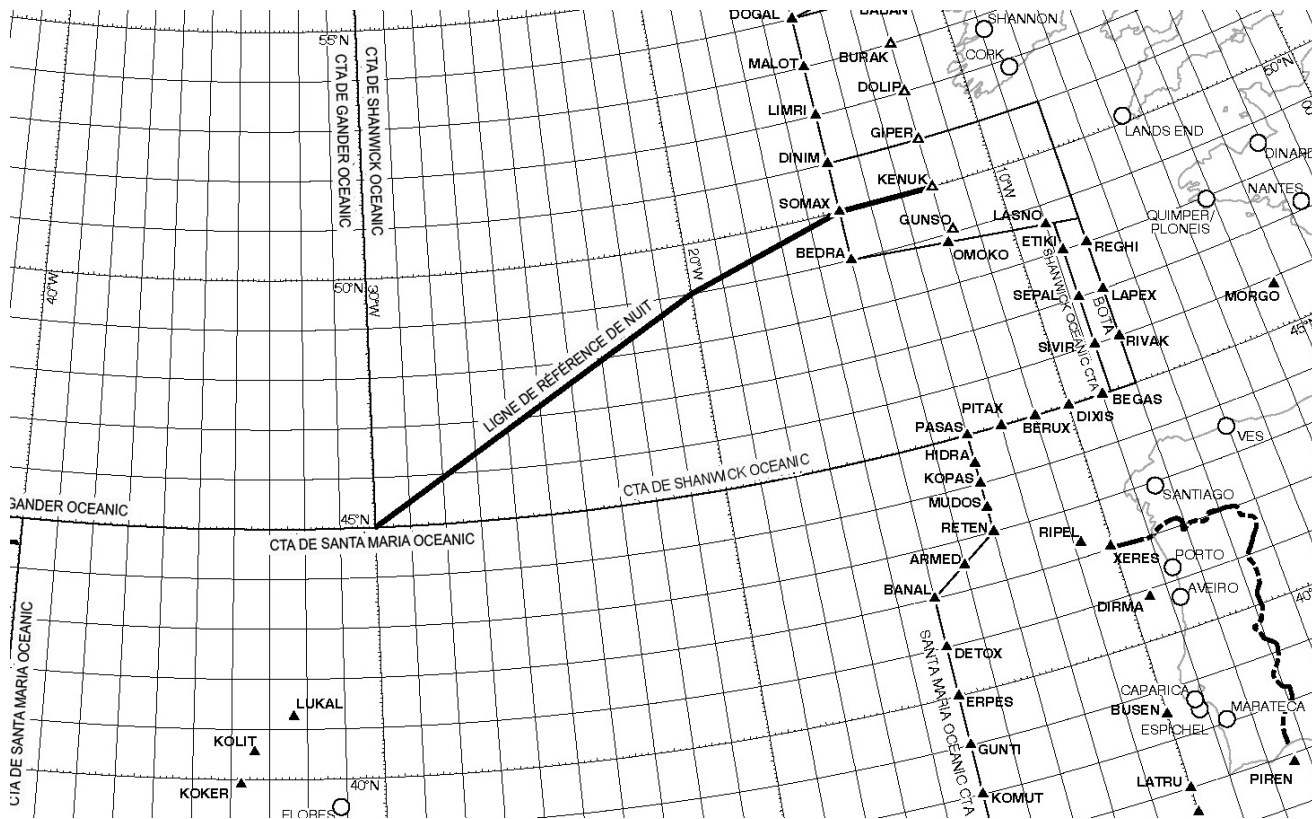 DOGAL
BADAN
SHANNON
55°N
CTA DE GANDER OCEANIC
CTA DE SHANWICK OCEANIC
MALOT
BURAK
CORK
50°N
DOLIP
LIMRI
LANDS END
GIPER
DINARD
DINIM
KENUK
10°W
NANTES
SOMAX
GUNSO
LASNO
QUIMPER/
PLONEIS
ETIKI
REGHI
BEDRA
OMOKO
20°W
40°W
50°N
30°W
SHANWICK OCEANIC CTA
SEPAL
LAPEX
BOTA
MORGO
LIGNE DE RÉFÉRENCE DE NUIT
SIVIR
RIVAK
45°N
BEGAS
PITAX
DIXIS
PASAS
BERUX
VES
HIDRA
CTA DE SHANWICK OCEANIC
KOPAS
SANTIAGO
GANDER OCEANIC
MUDOS
45°N
RETEN
RIPEL
CTA DE SANTA MARIA OCEANIC
XERES
PORTO
ARMED
AVEIRO
BANAL
DIRMA
40°N
CTA DE SANTA MARIA OCEANIC
SANTA MARIA OCEANIC CTA
DETOX
LUKAL
ERPES
CAPARICA
BUSEN
MARATECA
ESPICHEL
KOLIT
GUNTI
KOKER
40°N
LATRU
PIREN
KOMUT
FLORES